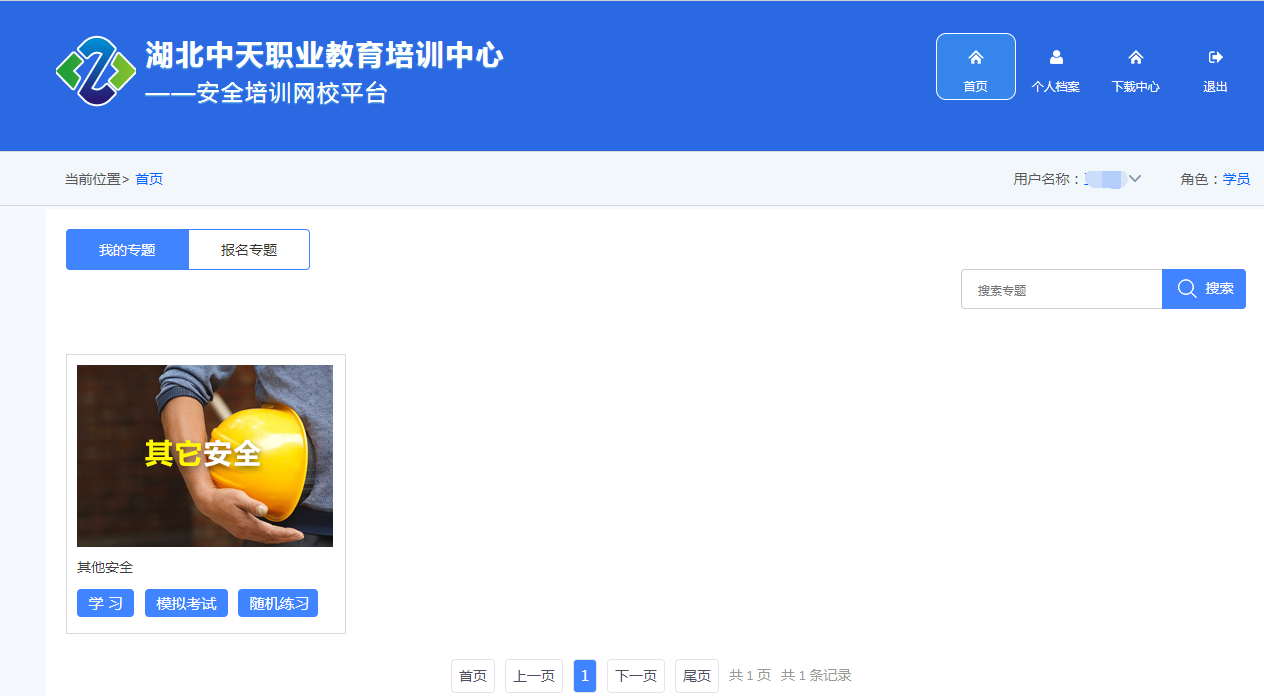 湖北中天职业教育培训中心
——安全培训网校平台
首页
个人档案
下载中心
退出
当前位置> 首页
用户名称：
角色：学员
我的专题
报名专题
搜索专题
搜索
其它安全
其他安全
学 习
模拟考试
随机练习
首页
上一页
1
下一页
尾页
共 1 页 共 1 条记录